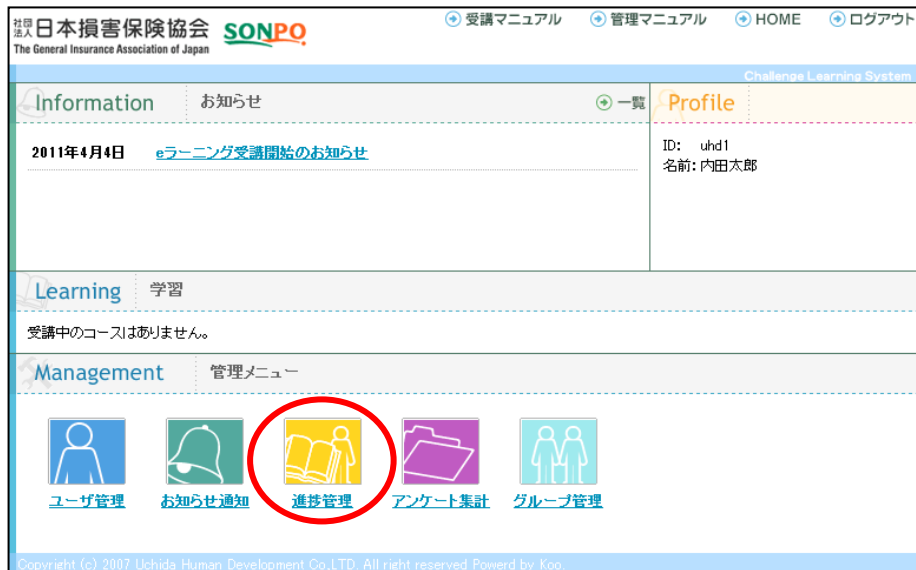 社団法人 日本損害保険協会 SONPO
The General Insurance Association of Japan
受講マニュアル 管理マニュアル HOME ログアウト
Challenge Learning System
Information お知らせ 一覧
Profile
2011年4月4日 eラーニング受講開始のお知らせ
ID: uhd1
名前:内田太郎
Learning 学習
受講中のコースはありません。
Management 管理メニュー
ユーザ管理 お知らせ通知 進捗管理 アンケート集計 グループ管理
Copyright (c) 2007 Uchida Human Development Co.,LTD. All right reserved Powerd by Koo.